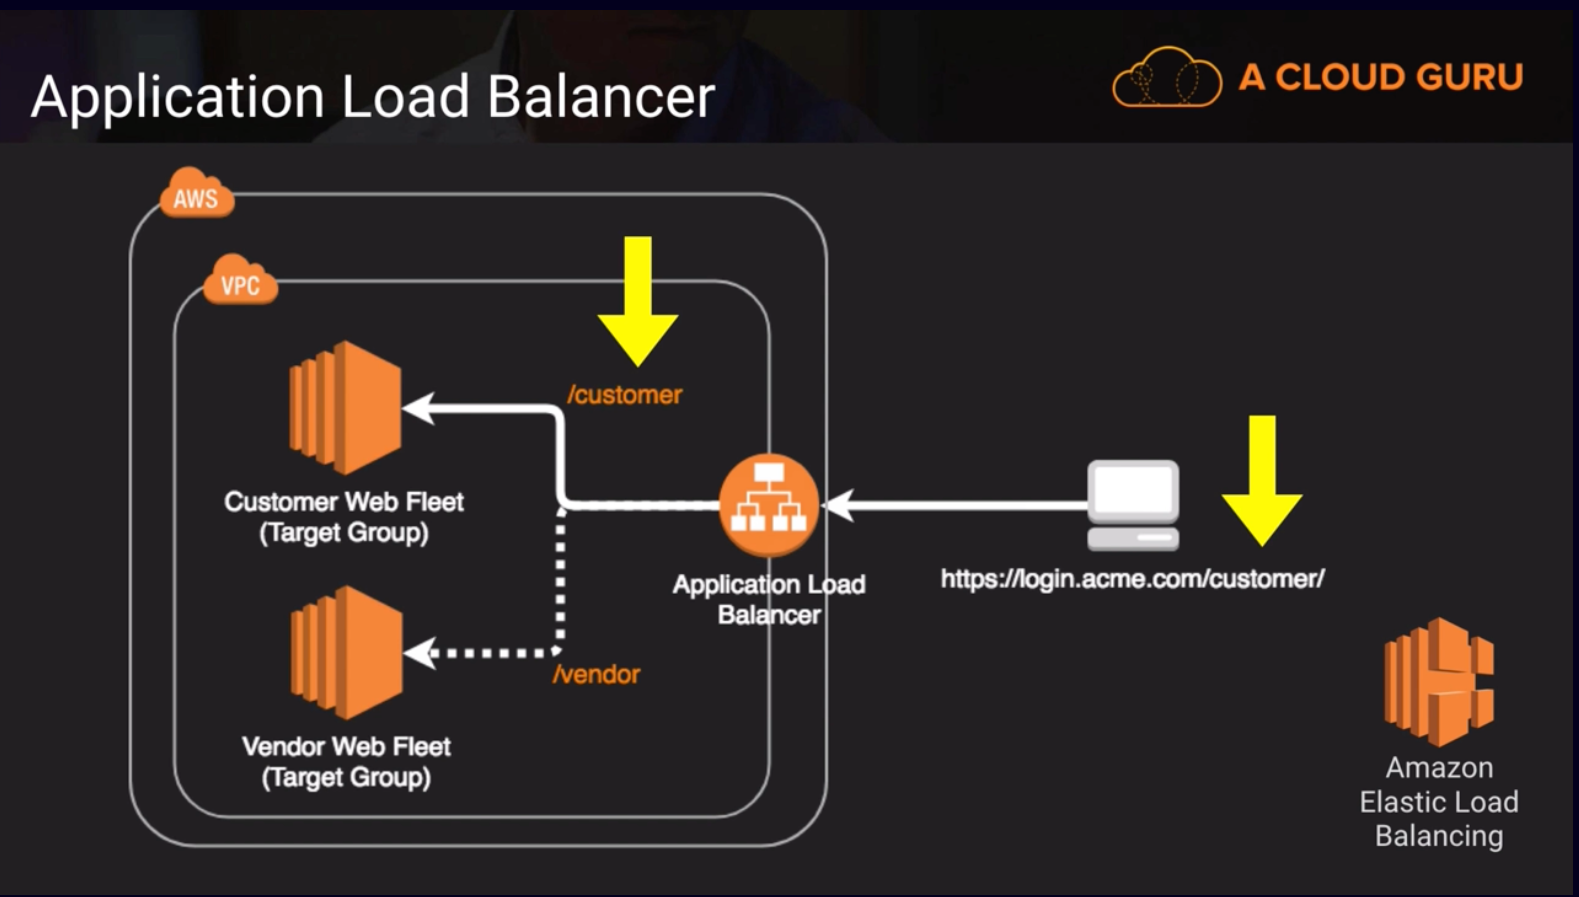 Application Load Balancer
A CLOUD GURU
AWS
VPC
/customer
Customer Web Fleet
(Target Group)
Application Load
Balancer
https://login.acme.com/customer/
/vendor
Vendor Web Fleet
(Target Group)
Amazon
Elastic Load
Balancing